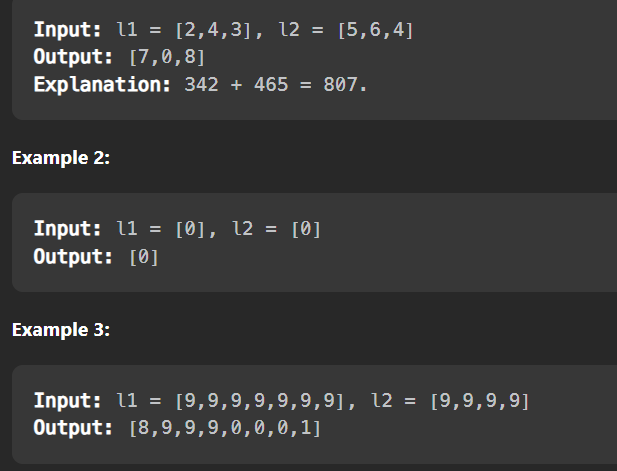 Input: l1 = [2,4,3], l2 = [5,6,4]
Output: [7,0,8]
Explanation: 342 + 465 = 807.
Example 2:
Input: l1 = [0], l2 = [0]
Output: [0]
Example 3:
Input: l1 = [9,9,9,9,9,9,9], l2 = [9,9,9,9]
Output: [8,9,9,9,0,0,0,1]